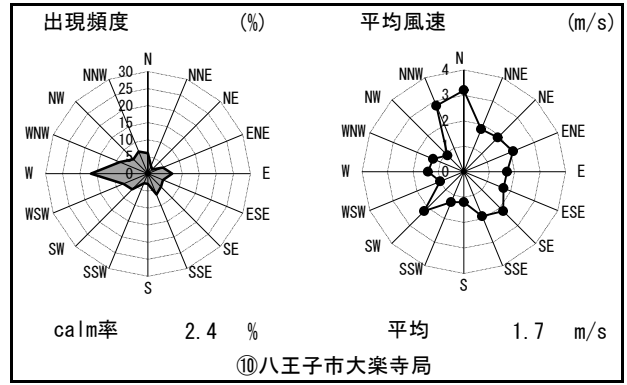 出現頻度 (%) 平均風速 (m/s)
N N
30 4
NNW NNE NNW NNE
25
NW 20 NE NW 3 NE
15
WNW 10 ENE WNW 2 ENE
5 1
W 0 E W 0 E
WSW ESE WSW ESE
SW SE SW SE
SSW SSE SSW SSE
S S
calm率 2.4 % 平均 1.7 m/s
⑩八王子市大楽寺局